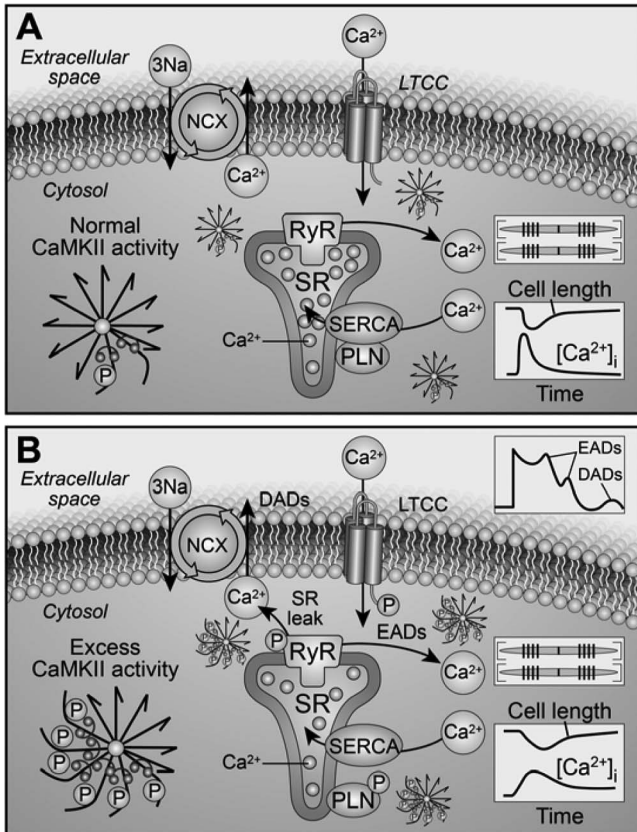 A
Extracellular
space
3Na
NCX
Ca²⁺
Ca²⁺
LTCC
Cytosol
Normal
CaMKII activity
P
RyR
SR
Ca²⁺
SERCA
PLN
Ca²⁺
Ca²⁺
Cell length
[Ca²⁺]i
Time
B
Extracellular
space
3Na
NCX
DADs
Ca²⁺
Ca²⁺
LTCC
EADs
DADs
Cytosol
P
SR
leak
P
EADs
Excess
CaMKII activity
P
P
P
P
P
P
RyR
SR
Ca²⁺
SERCA
P
PLN
Ca²⁺
Ca²⁺
Cell length
[Ca²⁺]i
Time